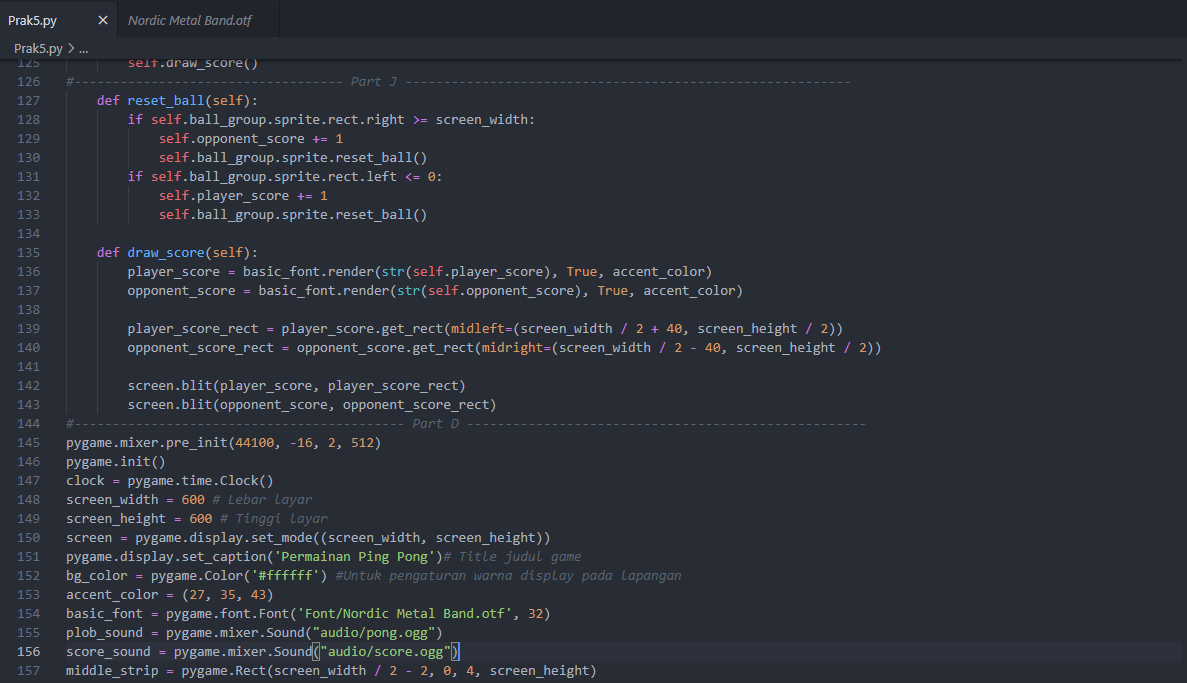 Prak5.py × Nordic Metal Band.otf
Prak5.py > ...
125 self.draw_score()
126 #----------------------------------- Part J ----------------------------------------------------------
127 def reset_ball(self):
128 if self.ball_group.sprite.rect.right >= screen_width:
129 self.opponent_score += 1
130 self.ball_group.sprite.reset_ball()
131 if self.ball_group.sprite.rect.left <= 0:
132 self.player_score += 1
133 self.ball_group.sprite.reset_ball()
134
135 def draw_score(self):
136 player_score = basic_font.render(str(self.player_score), True, accent_color)
137 opponent_score = basic_font.render(str(self.opponent_score), True, accent_color)
138
139 player_score_rect = player_score.get_rect(midleft=(screen_width / 2 + 40, screen_height / 2))
140 opponent_score_rect = opponent_score.get_rect(midright=(screen_width / 2 - 40, screen_height / 2))
141
142 screen.blit(player_score, player_score_rect)
143 screen.blit(opponent_score, opponent_score_rect)
144 #------------------------------------------- Part D ----------------------------------------------------
145 pygame.mixer.pre_init(44100, -16, 2, 512)
146 pygame.init()
147 clock = pygame.time.Clock()
148 screen_width = 600 # Lebar layar
149 screen_height = 600 # Tinggi layar
150 screen = pygame.display.set_mode((screen_width, screen_height))
151 pygame.display.set_caption('Permainan Ping Pong')# Title judul game
152 bg_color = pygame.Color('#ffffff') #Untuk pengaturan warna display pada lapangan
153 accent_color = (27, 35, 43)
154 basic_font = pygame.font.Font('Font/Nordic Metal Band.otf', 32)
155 plob_sound = pygame.mixer.Sound("audio/pong.ogg")
156 score_sound = pygame.mixer.Sound("audio/score.ogg")
157 middle_strip = pygame.Rect(screen_width / 2 - 2, 0, 4, screen_height)